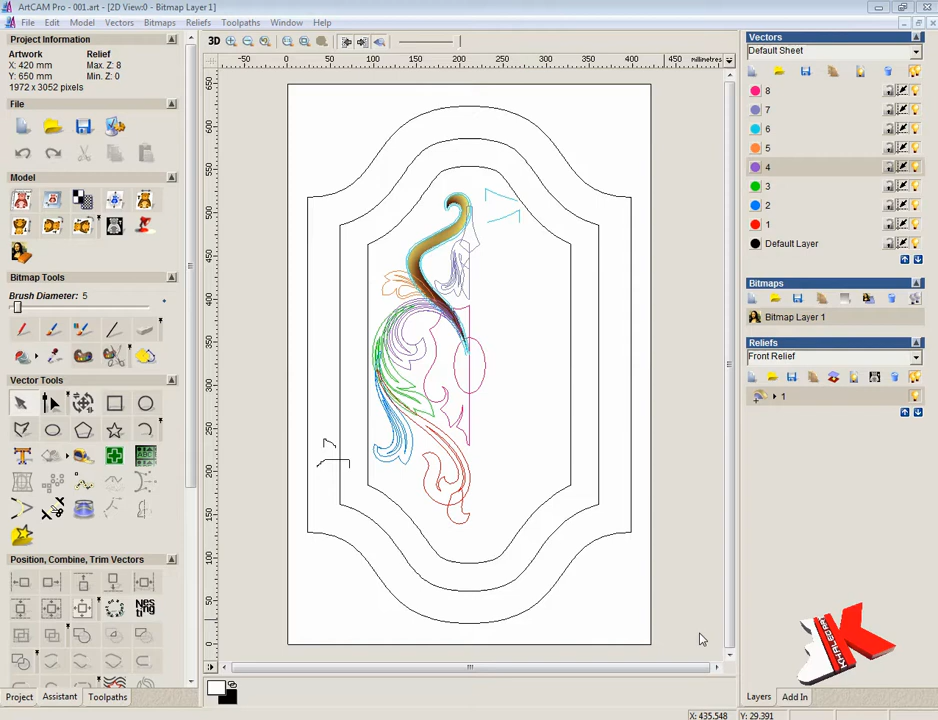 ArtCAM Pro - 001.art - [2D View:0 - Bitmap Layer 1]
File Edit Model Vectors Bitmaps Reliefs Toolpaths Window Help
Project Information
Artwork Relief
X: 420 mm Max. Z: 8
Y: 650 mm Min. Z: 0
1972 x 3052 pixels
File
Model
Bitmap Tools
Brush Diameter: 5
Vector Tools
Position, Combine, Trim Vectors
Project Assistant Toolpaths
3D
-50 0 50 100 150 200 250 300 350 400 450 millimetres
650
600
550
500
450
400
350
300
250
200
150
100
50
0
Vectors
Default Sheet
8
7
6
5
4
3
2
1
Default Layer
Bitmaps
Bitmap Layer 1
Reliefs
Front Relief
1
KHALEDRA
Layers Add In
X: 435.548 Y: 29.391